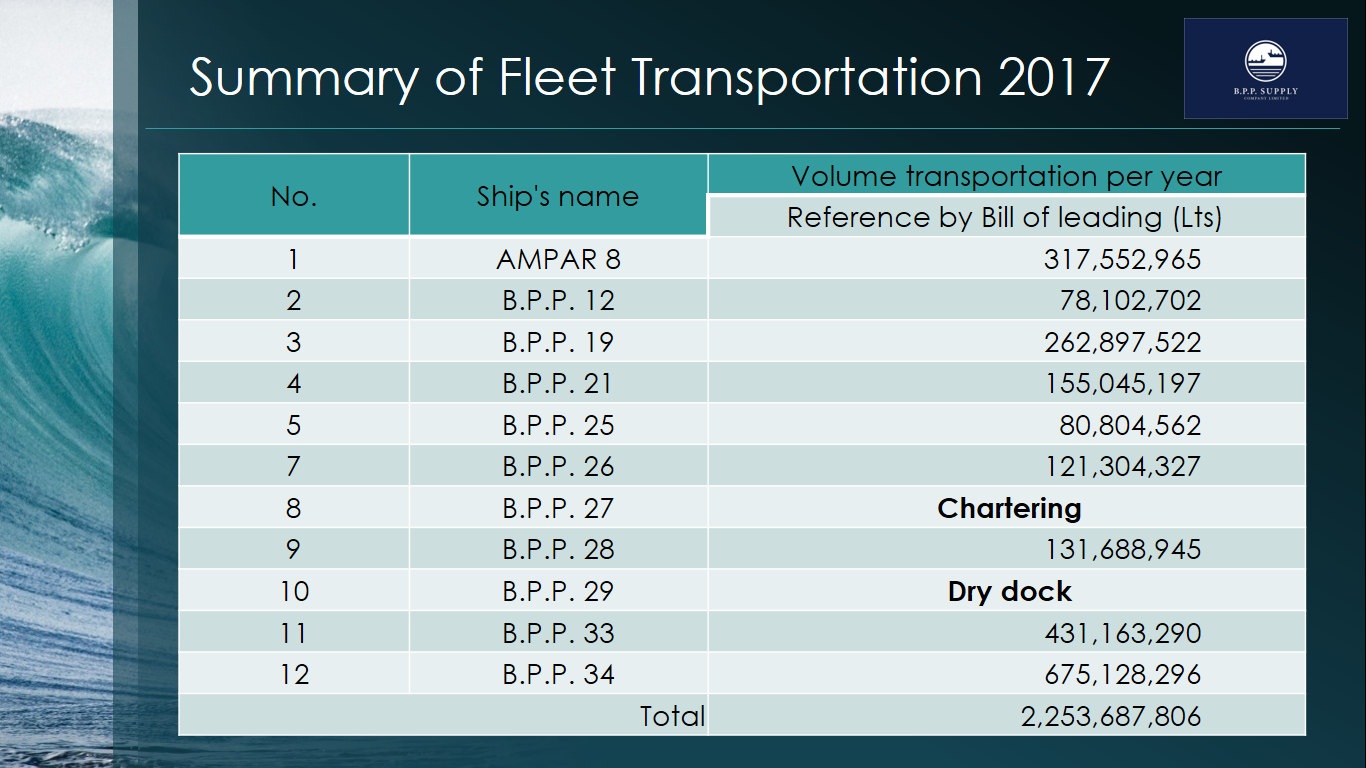 Summary of Fleet Transportation 2017
B.P.P. SUPPLY
COMPANY LIMITED
No. Ship's name Volume transportation per year
Reference by Bill of leading (Lts)
1 AMPAR 8 317,552,965
2 B.P.P. 12 78,102,702
3 B.P.P. 19 262,897,522
4 B.P.P. 21 155,045,197
5 B.P.P. 25 80,804,562
7 B.P.P. 26 121,304,327
8 B.P.P. 27 Chartering
9 B.P.P. 28 131,688,945
10 B.P.P. 29 Dry dock
11 B.P.P. 33 431,163,290
12 B.P.P. 34 675,128,296
Total 2,253,687,806